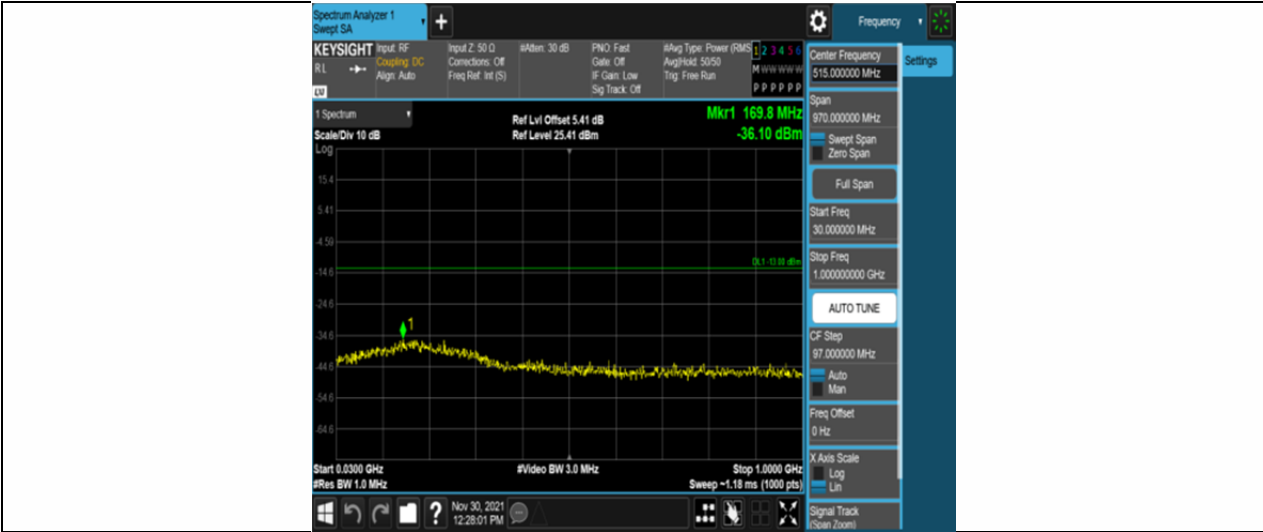 Spectrum Analyzer 1
Swept SA
+
Frequency
KEYSIGHT
RL
LV
Input: RF
Coupling: DC
Align: Auto
Input Z: 50 Ω
Corrections: Off
Freq Ref: Int (S)
#Atten: 30 dB
PNO: Fast
Gate: Off
IF Gain: Low
Sig Track: Off
#Avg Type: Power (RMS
Avg|Hold: 50/50
Trig: Free Run
1 2 3 4 5 6
M W W W W W
P P P P P P
Center Frequency
515.000000 MHz
Settings
Span
970.000000 MHz
Swept Span
Zero Span
Full Span
Start Freq
30.000000 MHz
Stop Freq
1.000000000 GHz
AUTO TUNE
CF Step
97.000000 MHz
Auto
Man
Freq Offset
0 Hz
X Axis Scale
Log
Lin
Signal Track
(Span Zoom)
1 Spectrum
Scale/Div 10 dB
Log
Ref Lvl Offset 5.41 dB
Ref Level 25.41 dBm
Mkr1 169.8 MHz
-36.10 dBm
15.4
5.41
-4.59
DL1 -13.00 dBm
-14.6
-24.6
1
-34.6
-44.6
-54.6
-64.6
Start 0.0300 GHz
#Res BW 1.0 MHz
#Video BW 3.0 MHz
Stop 1.0000 GHz
Sweep ~1.18 ms (1000 pts)
?
Nov 30, 2021
12:28:01 PM